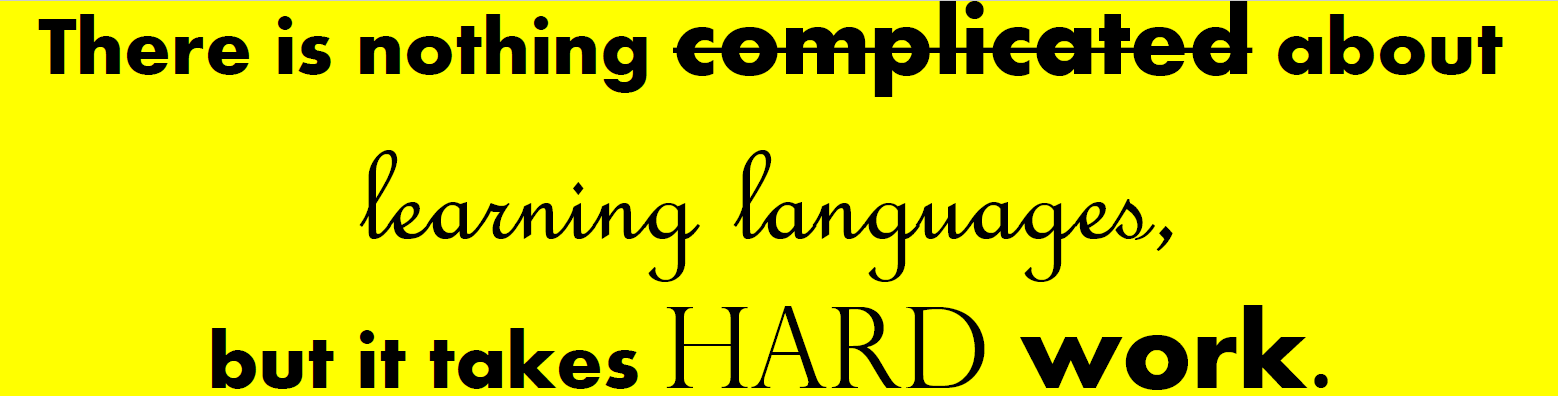 There is nothing complicated about
learning languages,
but it takes HARD work.